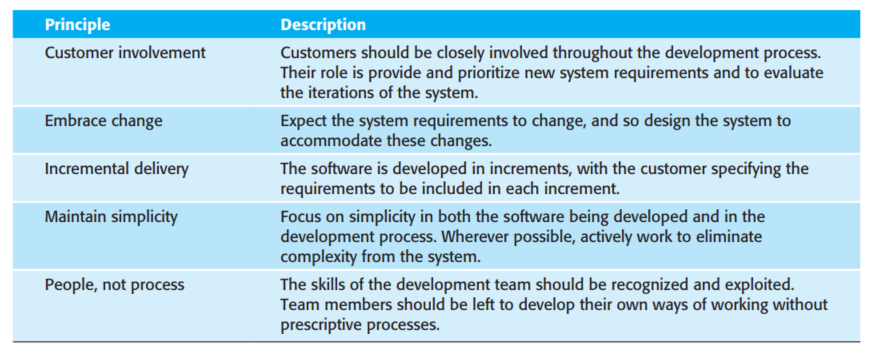 Principle Description
Customer involvement Customers should be closely involved throughout the development process.
Their role is provide and prioritize new system requirements and to evaluate
the iterations of the system.
Embrace change Expect the system requirements to change, and so design the system to
accommodate these changes.
Incremental delivery The software is developed in increments, with the customer specifying the
requirements to be included in each increment.
Maintain simplicity Focus on simplicity in both the software being developed and in the
development process. Wherever possible, actively work to eliminate
complexity from the system.
People, not process The skills of the development team should be recognized and exploited.
Team members should be left to develop their own ways of working without
prescriptive processes.